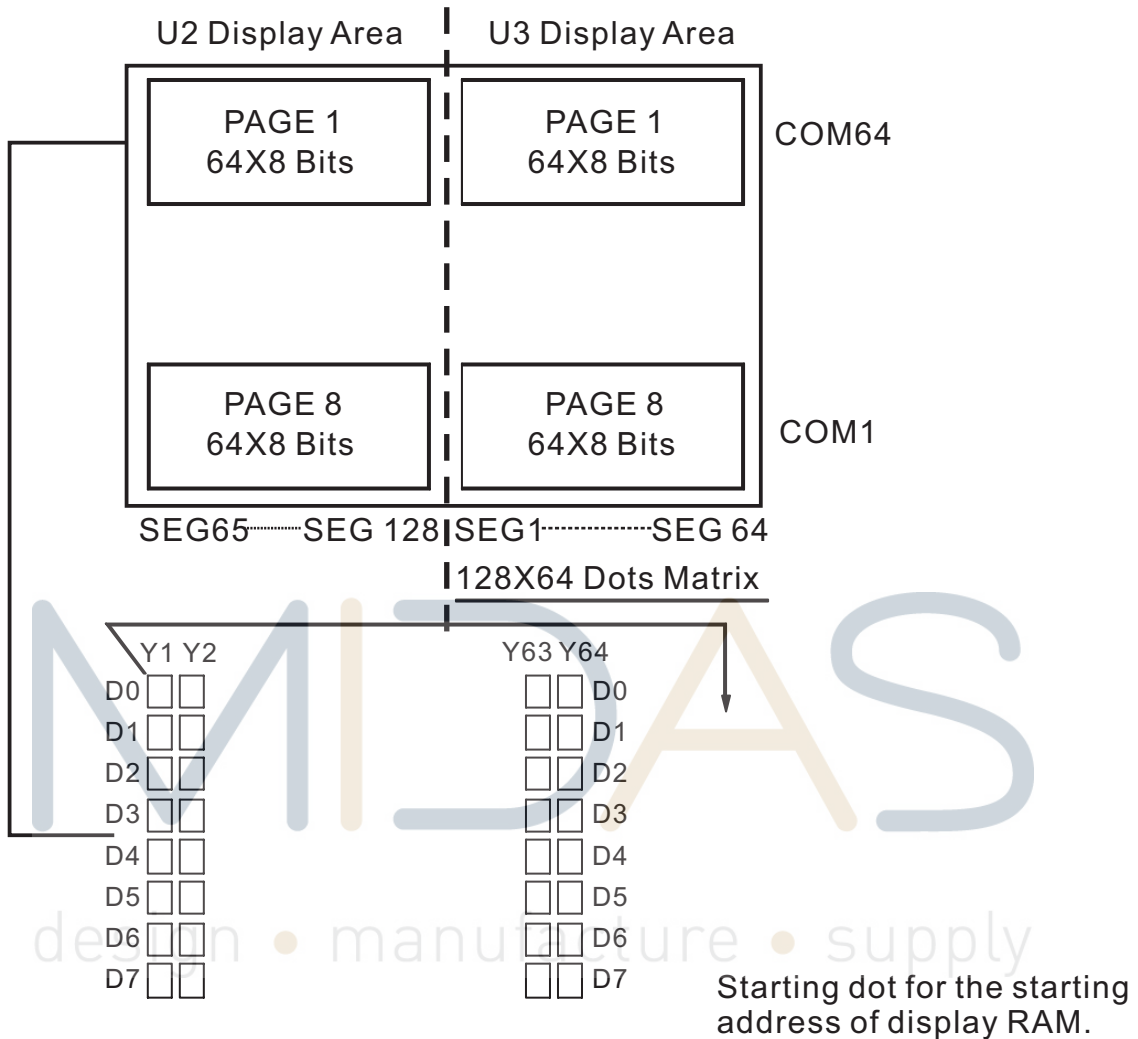 U2 Display Area U3 Display Area
PAGE 1 PAGE 1 COM64
64X8 Bits 64X8 Bits
PAGE 8 PAGE 8 COM1
64X8 Bits 64X8 Bits
SEG65 SEG 128 SEG1 SEG 64
128X64 Dots Matrix
Y1 Y2 Y63 Y64
D0 D0
D1 D1
D2 D2
D3 D3
D4 D4
D5 D5
D6 D6
D7 D7
MIDAS
design • manufacture • supply
Starting dot for the starting
address of display RAM.